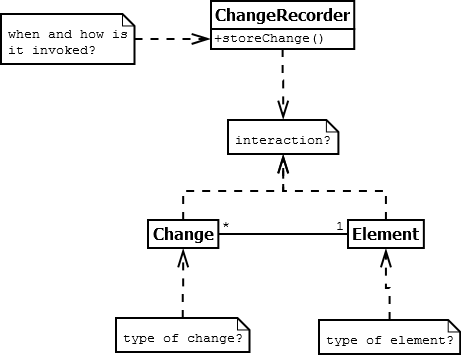 ChangeRecorder
+storeChange()
when and how is
it invoked?
interaction?
Change
*
1
Element
type of change?
type of element?